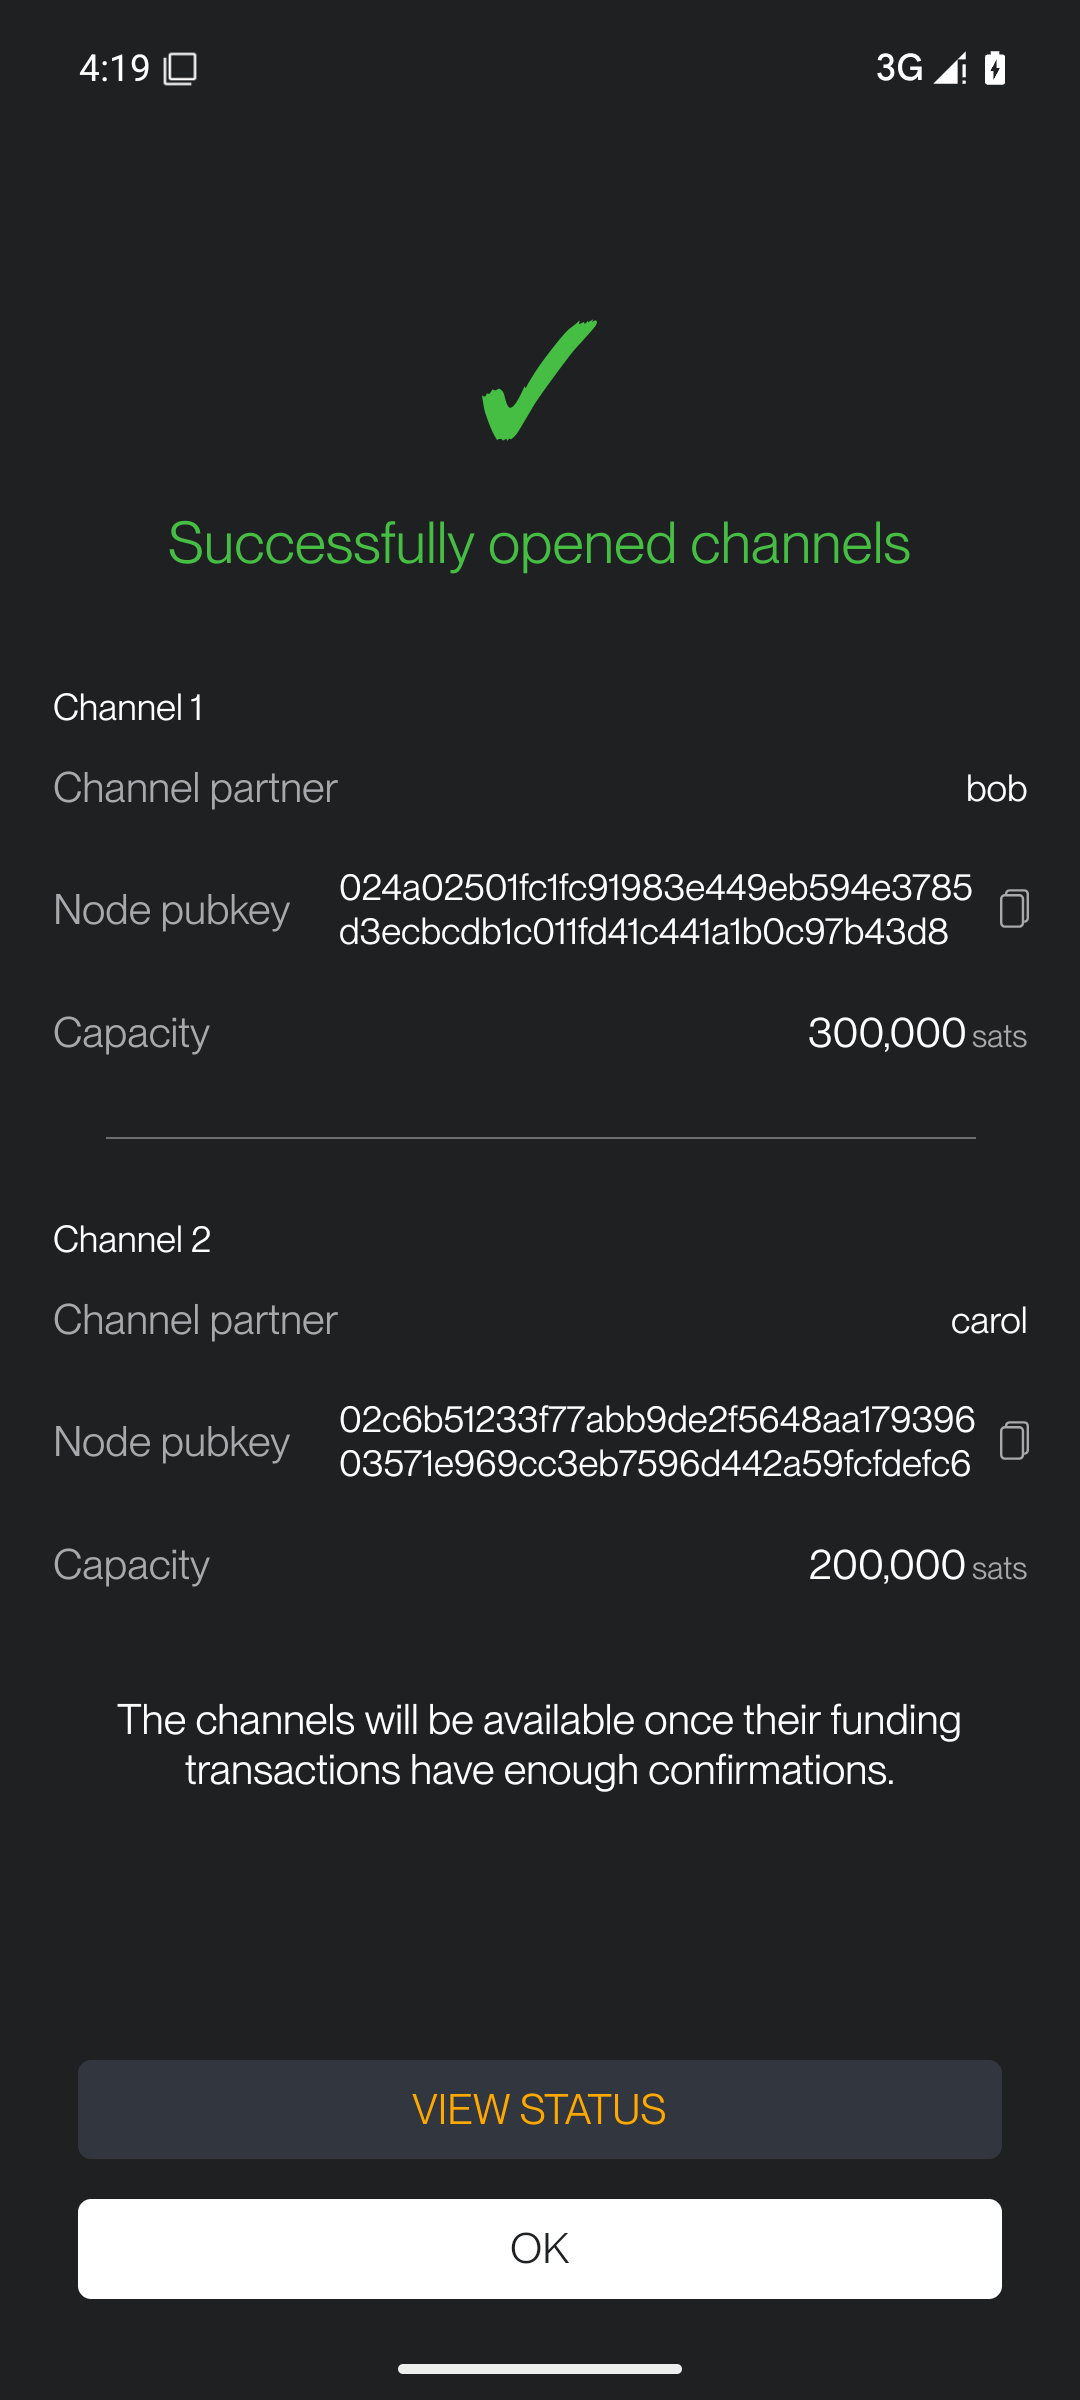 4:19
3G
Successfully opened channels
Channel 1
Channel partner
bob
Node pubkey
024a02501fc1fc91983e449eb594e3785
d3ecbcdb1c011fd41c441a1b0c97b43d8
Capacity
300,000 sats
Channel 2
Channel partner
carol
Node pubkey
02c6b51233f77abb9de2f5648aa179396
03571e969cc3eb7596d442a59fcfdefc6
Capacity
200,000 sats
The channels will be available once their funding
transactions have enough confirmations.
VIEW STATUS
OK